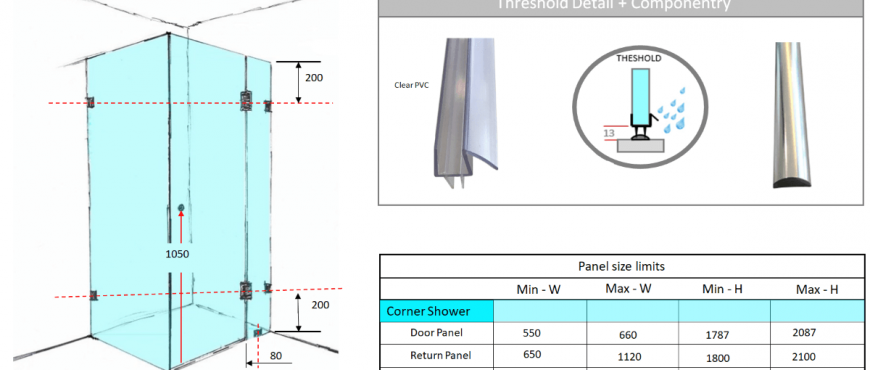 200
1050
200
80
Threshold Detail + Componentry
Clear PVC
THESHOLD
13
Panel size limits
Min - W Max - W Min - H Max - H
Corner Shower
Door Panel 550 660 1787 2087
Return Panel 650 1120 1800 2100